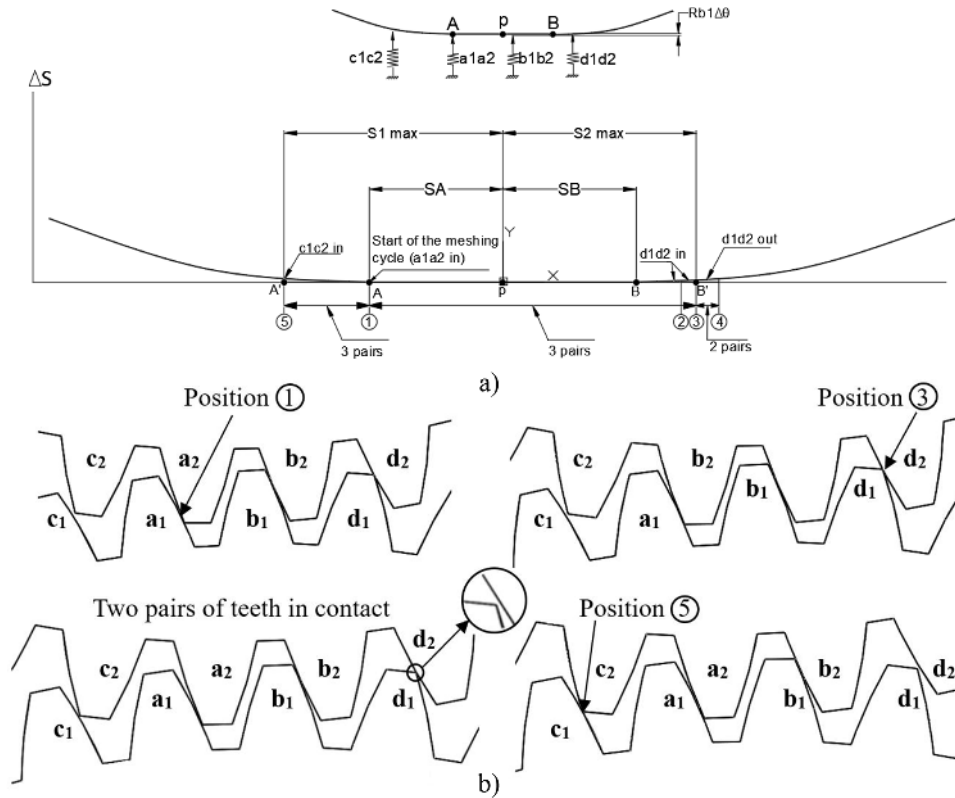 A p B Rb1Δθ
c1c2 a1a2 b1b2 d1d2
ΔS
S1 max S2 max
SA SB
c1c2 in
Start of the meshing
cycle (a1a2 in)
Y
X
d1d2 in
d1d2 out
A' A p B B'
⑤ ① ② ③ ④
3 pairs 3 pairs 2 pairs
a)
Position ①
c₂ a₂ b₂ d₂
c₁ a₁ b₁ d₁
Position ③
c₂ b₂ d₂
c₁ a₁ b₁ d₁
Two pairs of teeth in contact
c₂ a₂ b₂ d₂
c₁ a₁ b₁ d₁
Position ⑤
c₂ a₂ b₂ d₂
c₁ a₁ b₁ d₁
b)